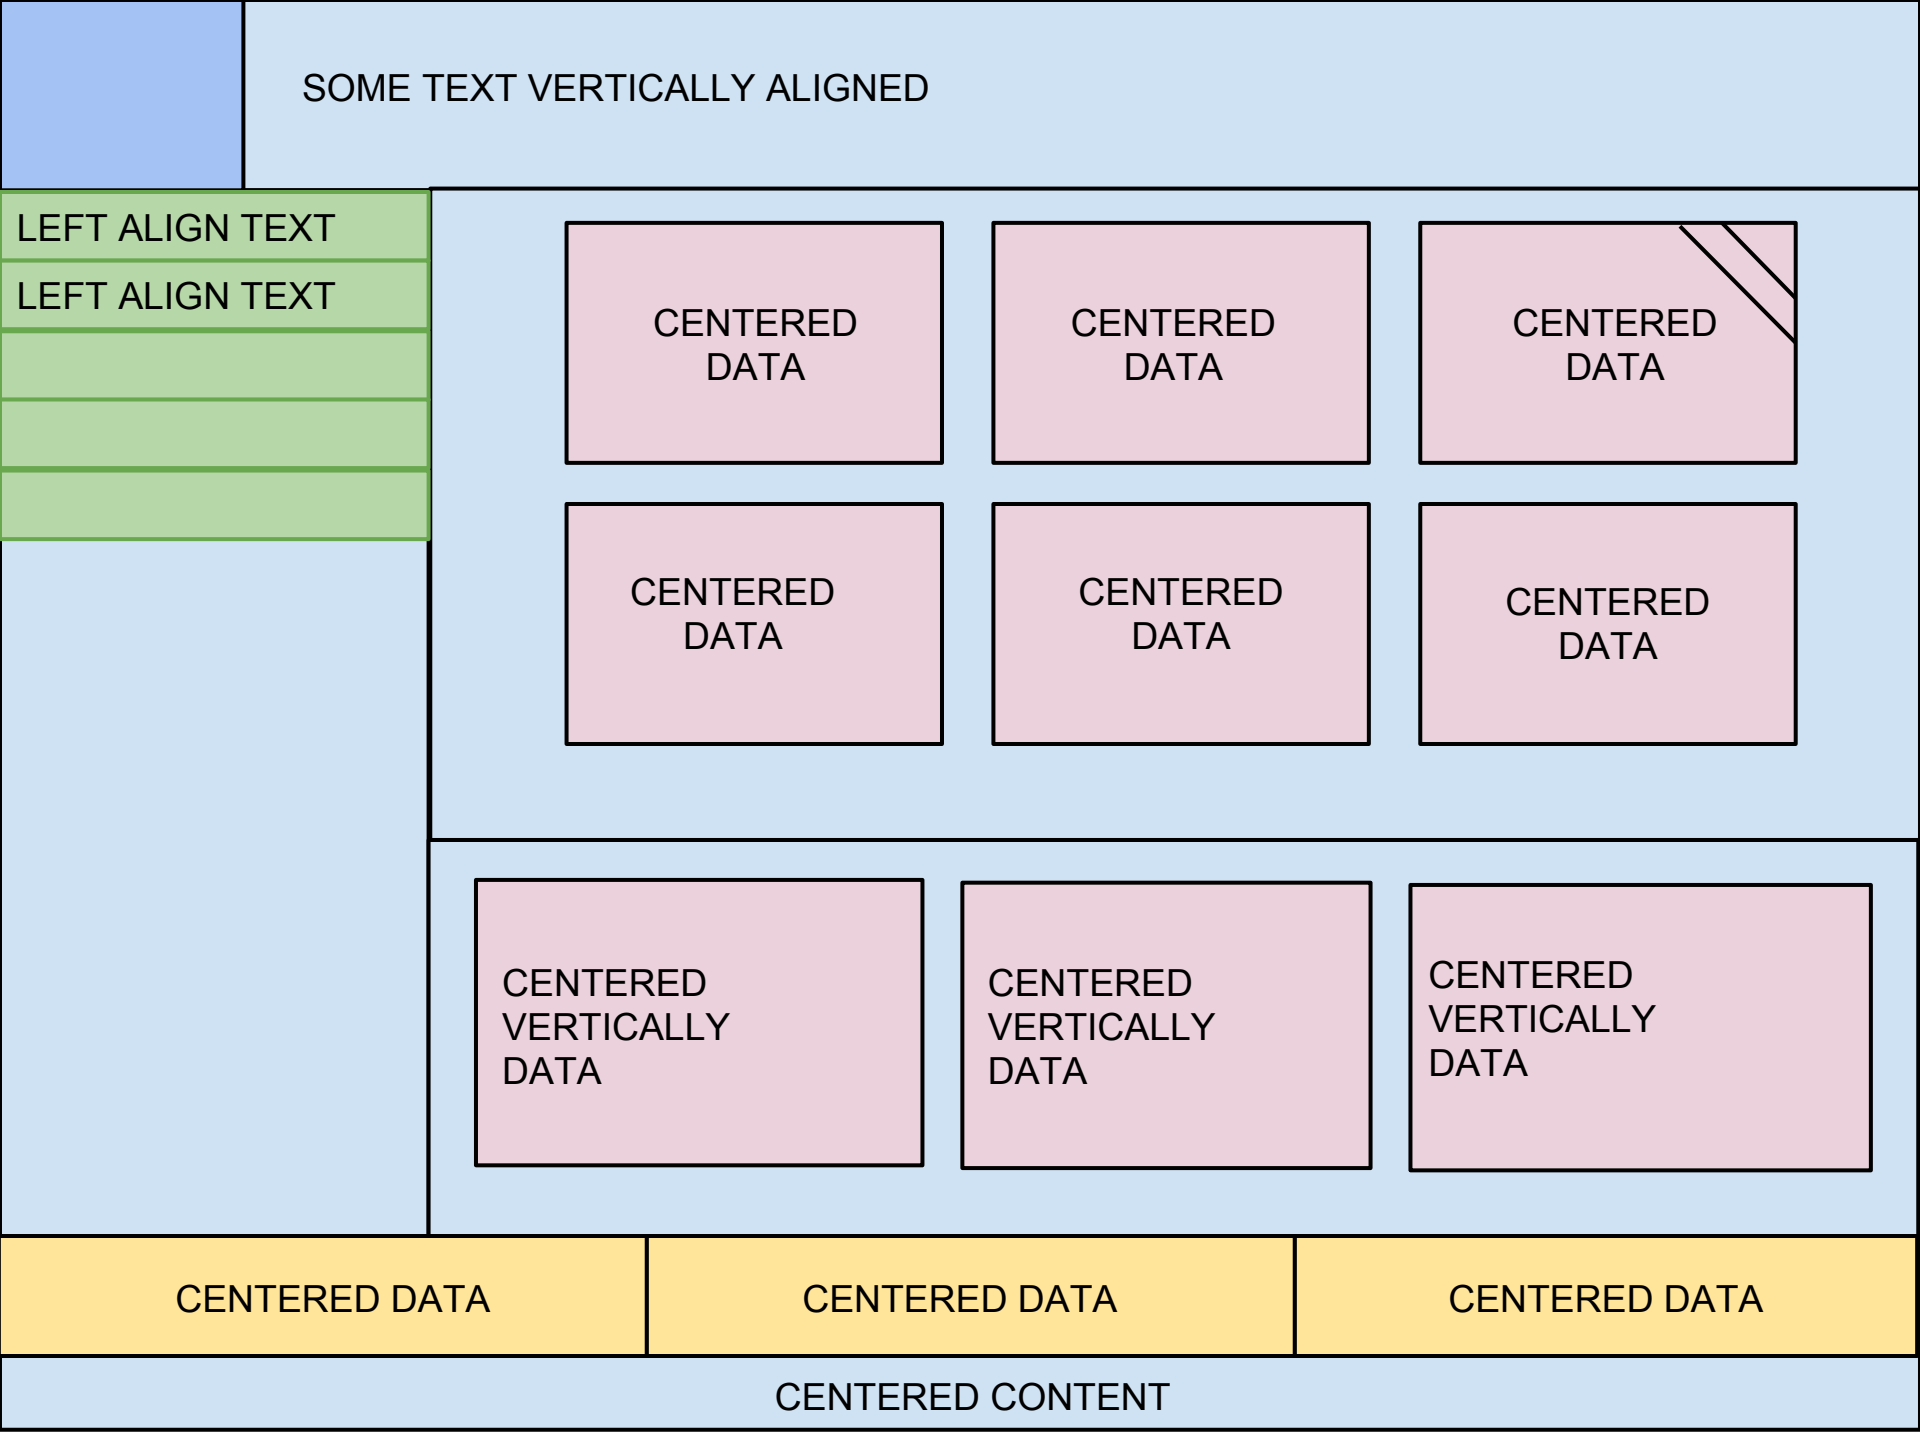 SOME TEXT VERTICALLY ALIGNED
LEFT ALIGN TEXT
LEFT ALIGN TEXT
CENTERED
DATA
CENTERED
DATA
CENTERED
DATA
CENTERED
DATA
CENTERED
DATA
CENTERED
DATA
CENTERED
VERTICALLY
DATA
CENTERED
VERTICALLY
DATA
CENTERED
VERTICALLY
DATA
CENTERED DATA
CENTERED DATA
CENTERED DATA
CENTERED CONTENT